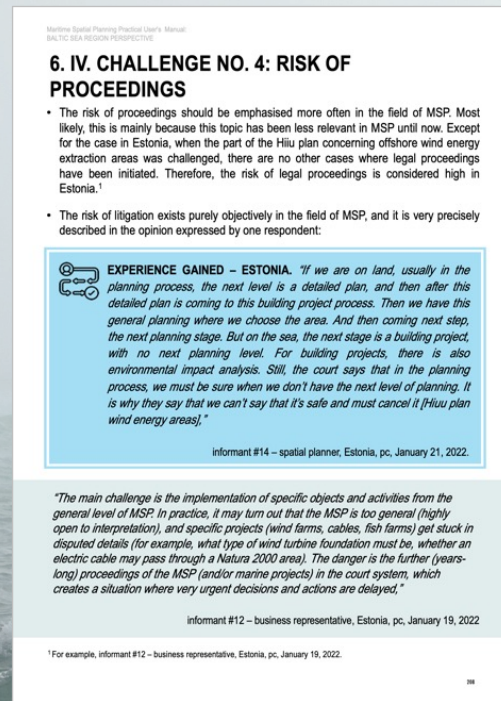 Maritime Spatial Planning Practical User's Manual:
BALTIC SEA REGION PERSPECTIVE
6. IV. CHALLENGE NO. 4: RISK OF
PROCEEDINGS
• The risk of proceedings should be emphasised more often in the field of MSP. Most
likely, this is mainly because this topic has been less relevant in MSP until now. Except
for the case in Estonia, when the part of the Hiiu plan concerning offshore wind energy
extraction areas was challenged, there are no other cases where legal proceedings
have been initiated. Therefore, the risk of legal proceedings is considered high in
Estonia.¹
• The risk of litigation exists purely objectively in the field of MSP, and it is very precisely
described in the opinion expressed by one respondent:
EXPERIENCE GAINED – ESTONIA. "If we are on land, usually in the
planning process, the next level is a detailed plan, and then after this
detailed plan is coming to this building project process. Then we have this
general planning where we choose the area. And then coming next step,
the next planning stage. But on the sea, the next stage is a building project,
with no next planning level. For building projects, there is also
environmental impact analysis. Still, the court says that in the planning
process, we must be sure when we don't have the next level of planning. It
is why they say that we can't say that it's safe and must cancel it [Hiuu plan
wind energy areas],"
informant #14 – spatial planner, Estonia, pc, January 21, 2022.
"The main challenge is the implementation of specific objects and activities from the
general level of MSP. In practice, it may turn out that the MSP is too general (highly
open to interpretation), and specific projects (wind farms, cables, fish farms) get stuck in
disputed details (for example, what type of wind turbine foundation must be, whether an
electric cable may pass through a Natura 2000 area). The danger is the further (years-
long) proceedings of the MSP (and/or marine projects) in the court system, which
creates a situation where very urgent decisions and actions are delayed,"
informant #12 – business representative, Estonia, pc, January 19, 2022
¹ For example, informant #12 – business representative, Estonia, pc, January 19, 2022.